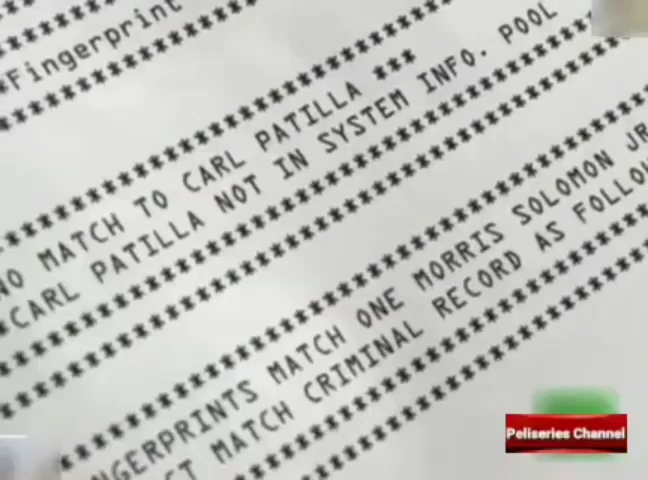 *Fingerprint
*****************************
*****************************************
NO MATCH TO CARL PATILLA ***
*CARL PATILLA NOT IN SYSTEM INFO. POOL
*****************************************
*****************************************
*****************************************
FINGERPRINTS MATCH ONE MORRIS SOLOMON JR
MATCH CRIMINAL RECORD AS FOLLOW
*****************************************
*****************************************
Peliseries Channel